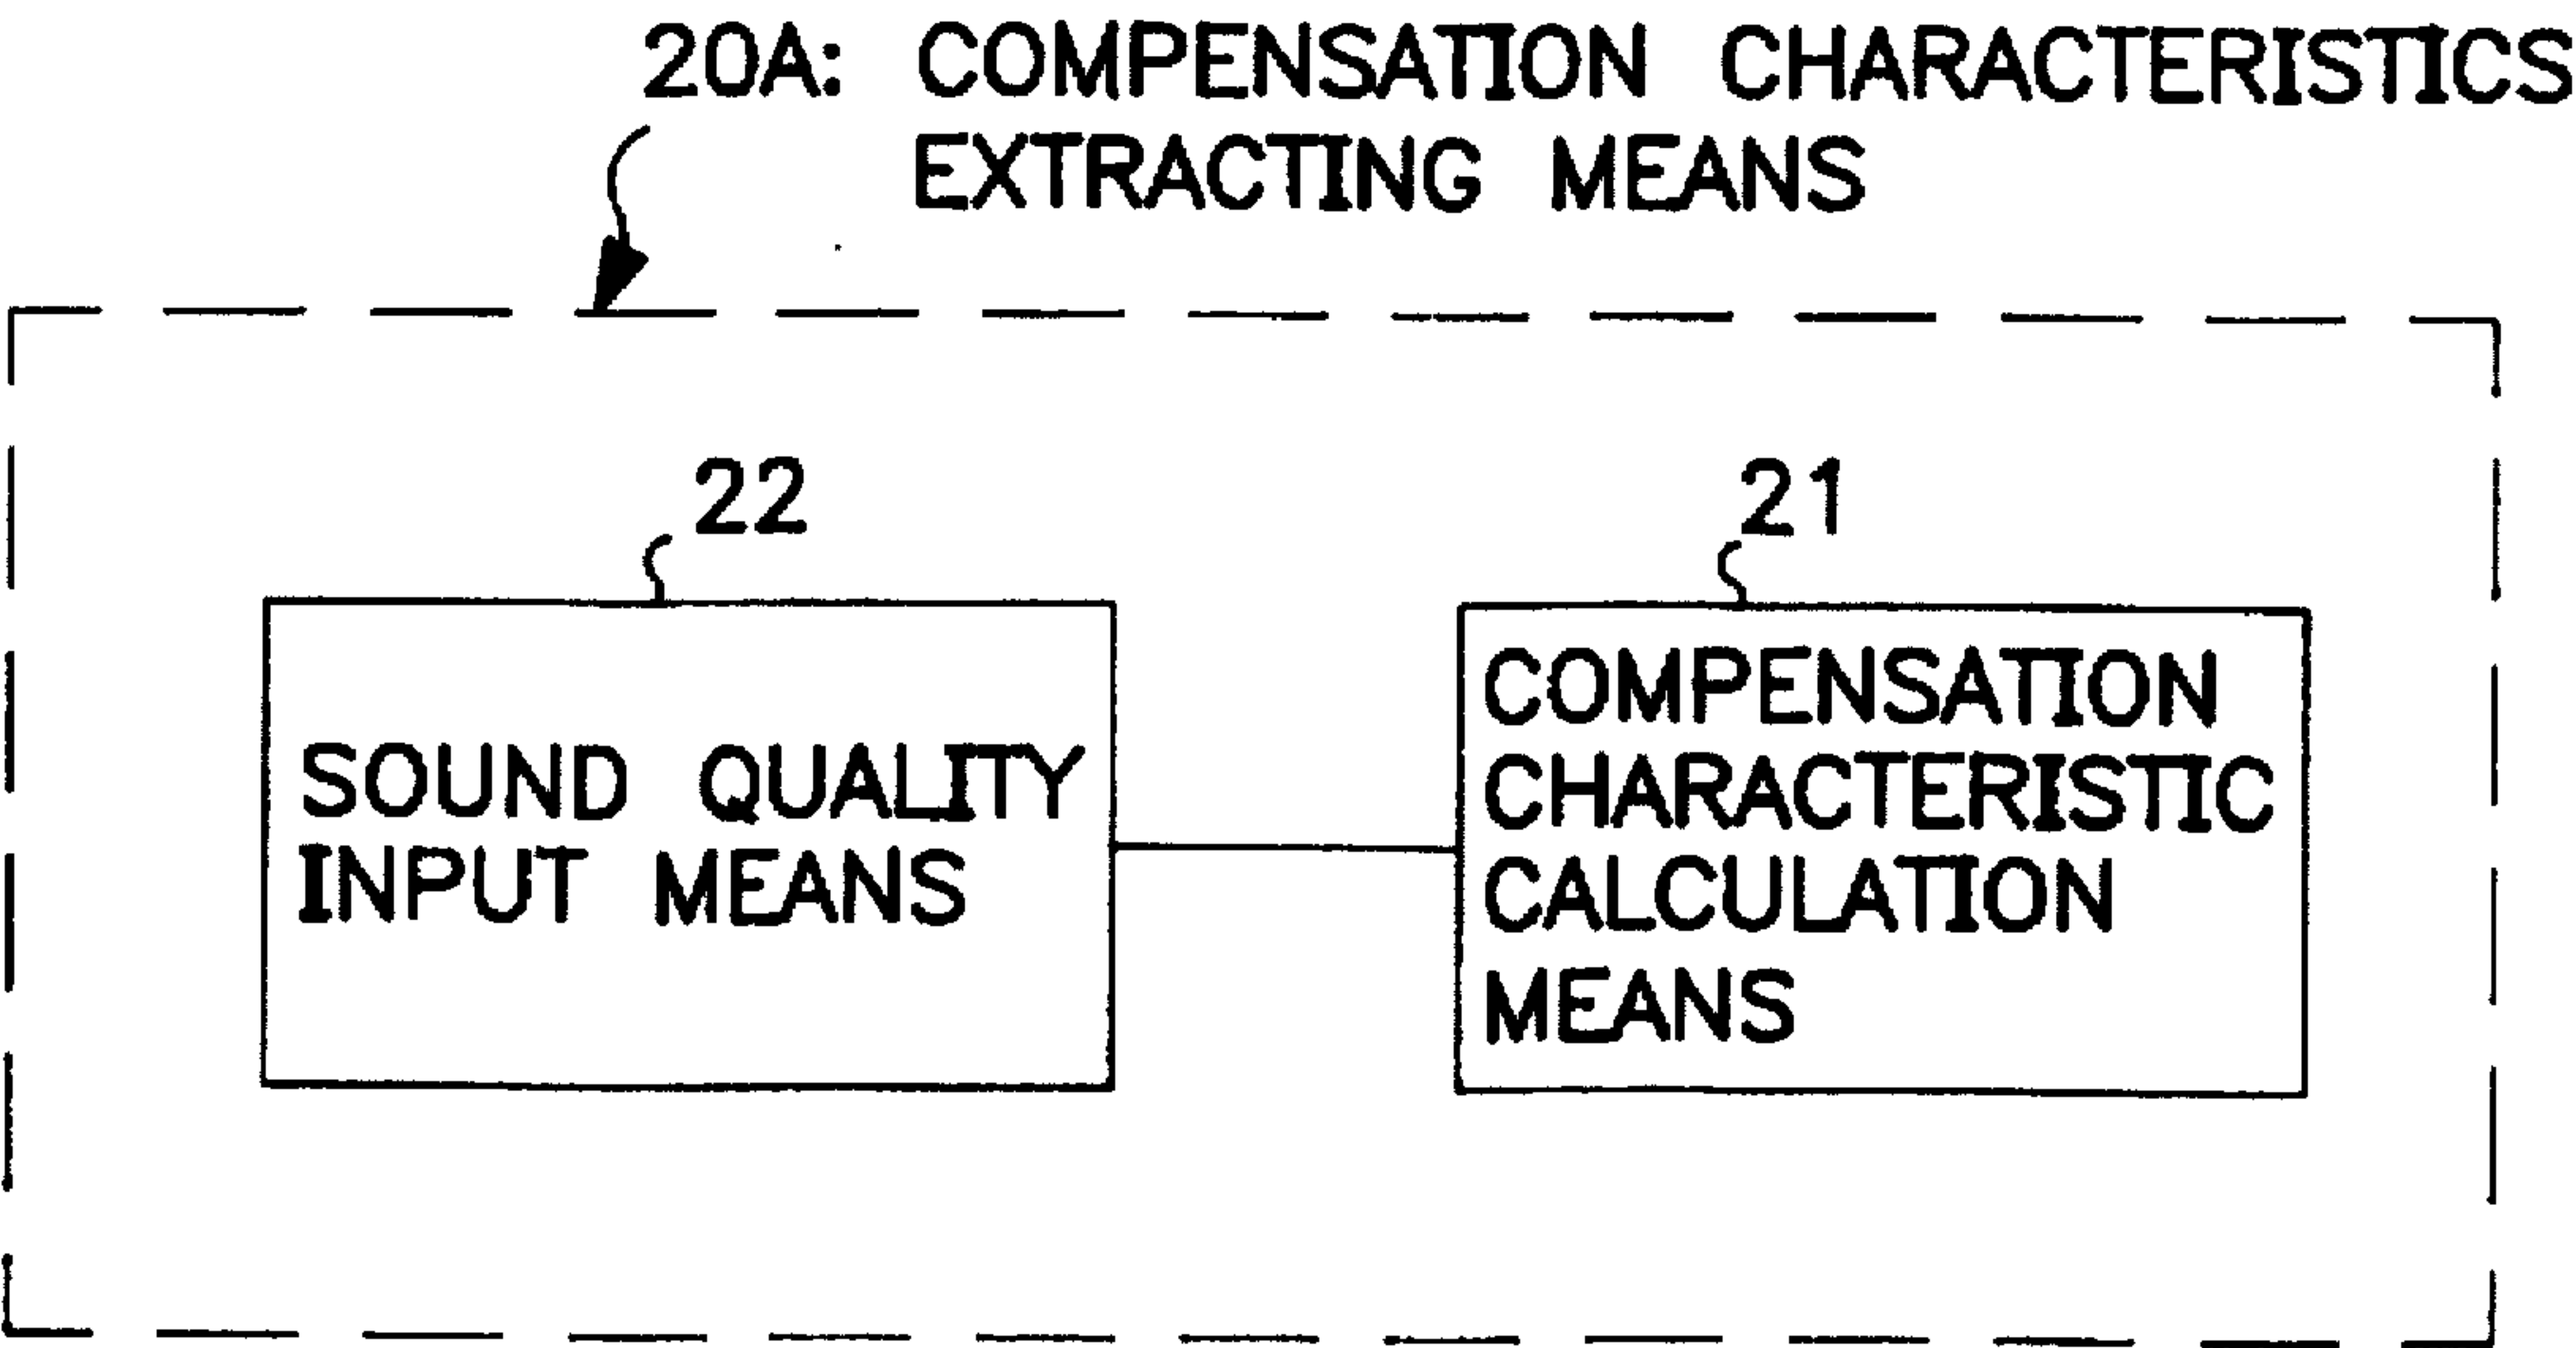 20A: COMPENSATION CHARACTERISTICS
EXTRACTING MEANS
22
21
SOUND QUALITY
INPUT MEANS
COMPENSATION
CHARACTERISTIC
CALCULATION
MEANS